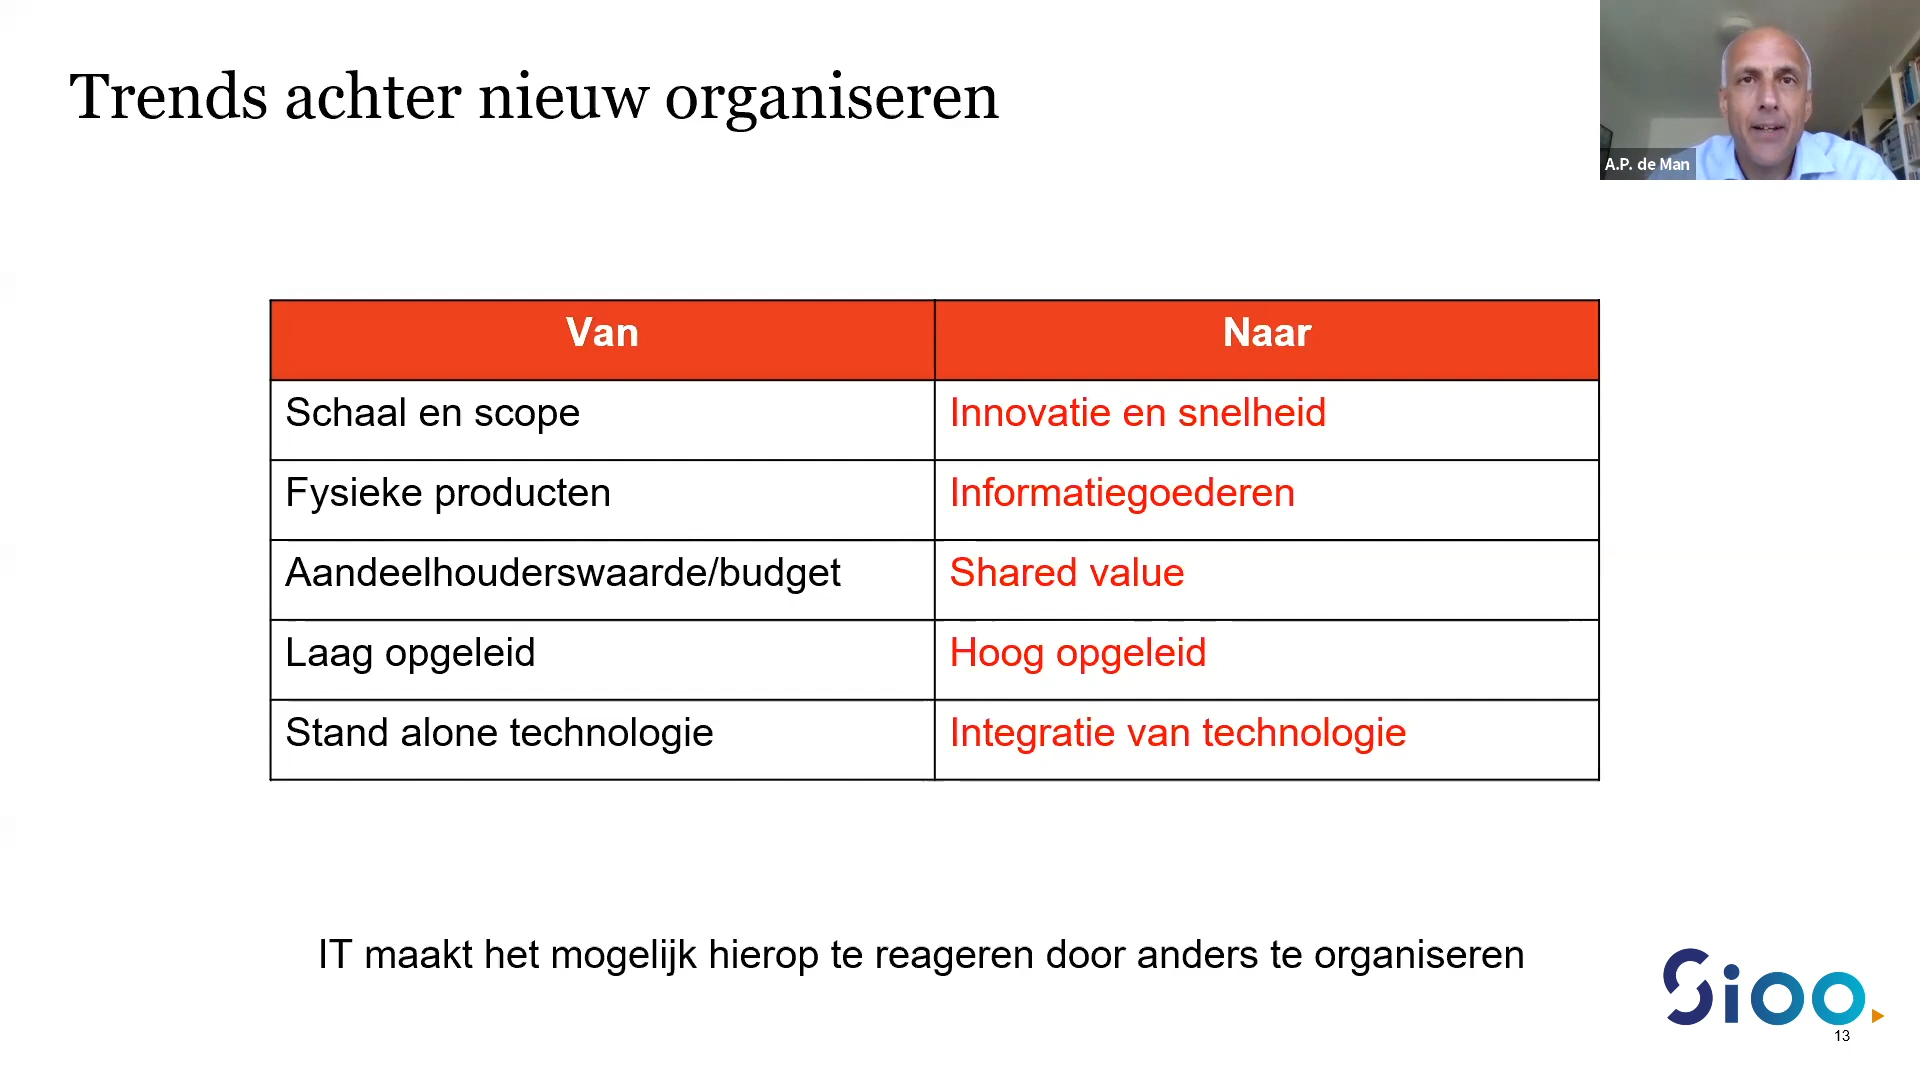 Trends achter nieuw organiseren
A.P. de Man
Van
Naar
Schaal en scope
Innovatie en snelheid
Fysieke producten
Informatiegoederen
Aandeelhouderswaarde/budget
Shared value
Laag opgeleid
Hoog opgeleid
Stand alone technologie
Integratie van technologie
IT maakt het mogelijk hierop te reageren door anders te organiseren
Sioo
13